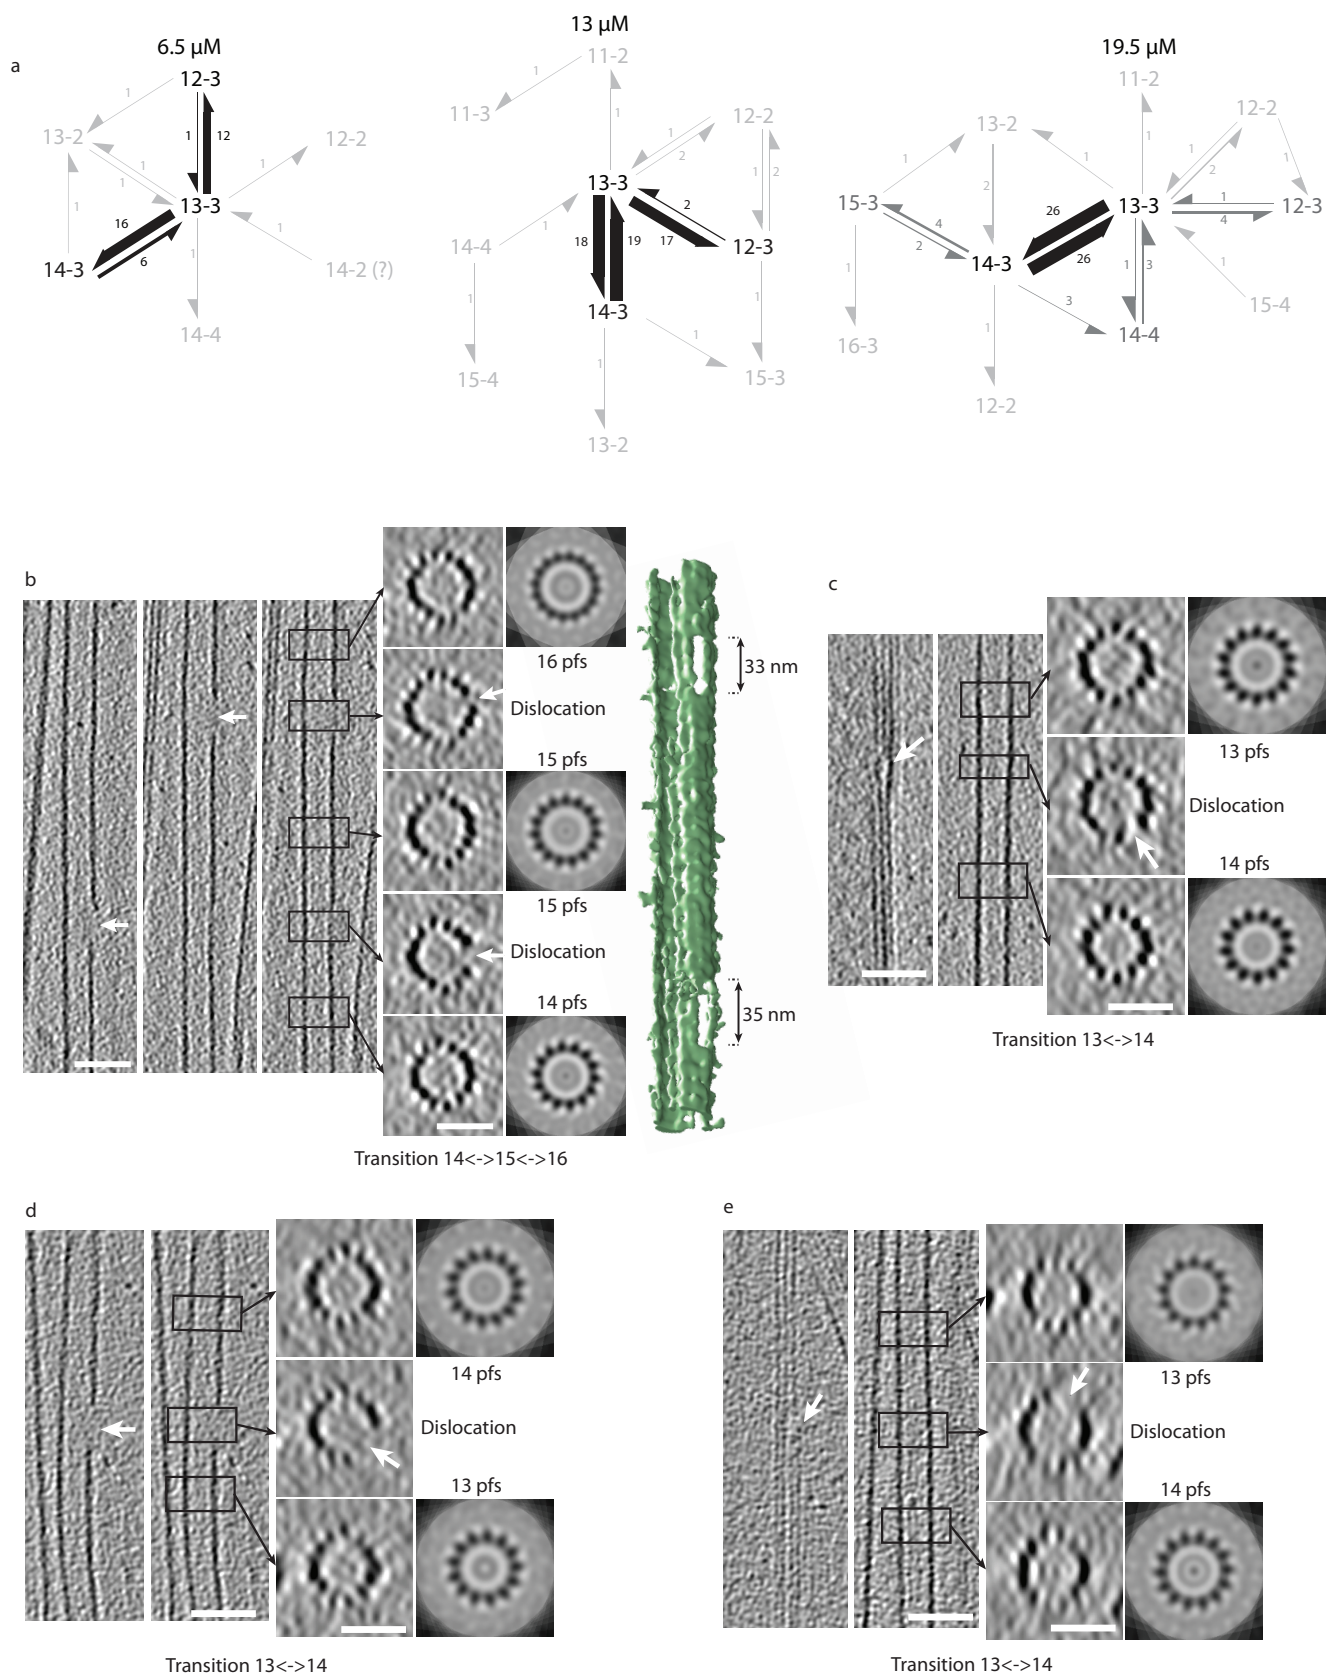 a
6.5 µM
12-3
1
13-2
1
12
12-2
1
1
1
1
13-3
16
6
1
1
14-3
14-2 (?)
14-4
13 µM
11-2
1
11-3
1
12-2
2
1
2
13-3
2
17
12-3
1
14-4
18
19
14-3
1
1
1
1
15-4
15-3
13-2
19.5 µM
11-2
12-2
13-2
1
1
1
1
2
1
15-3
2
13-3
1
4
12-3
4
2
26
26
14-3
1
3
1
15-4
1
3
14-4
16-3
1
12-2
b
16 pfs
Dislocation
15 pfs
15 pfs
Dislocation
14 pfs
33 nm
35 nm
Transition 14<->15<->16
c
13 pfs
Dislocation
14 pfs
Transition 13<->14
d
14 pfs
Dislocation
13 pfs
Transition 13<->14
e
13 pfs
Dislocation
14 pfs
Transition 13<->14